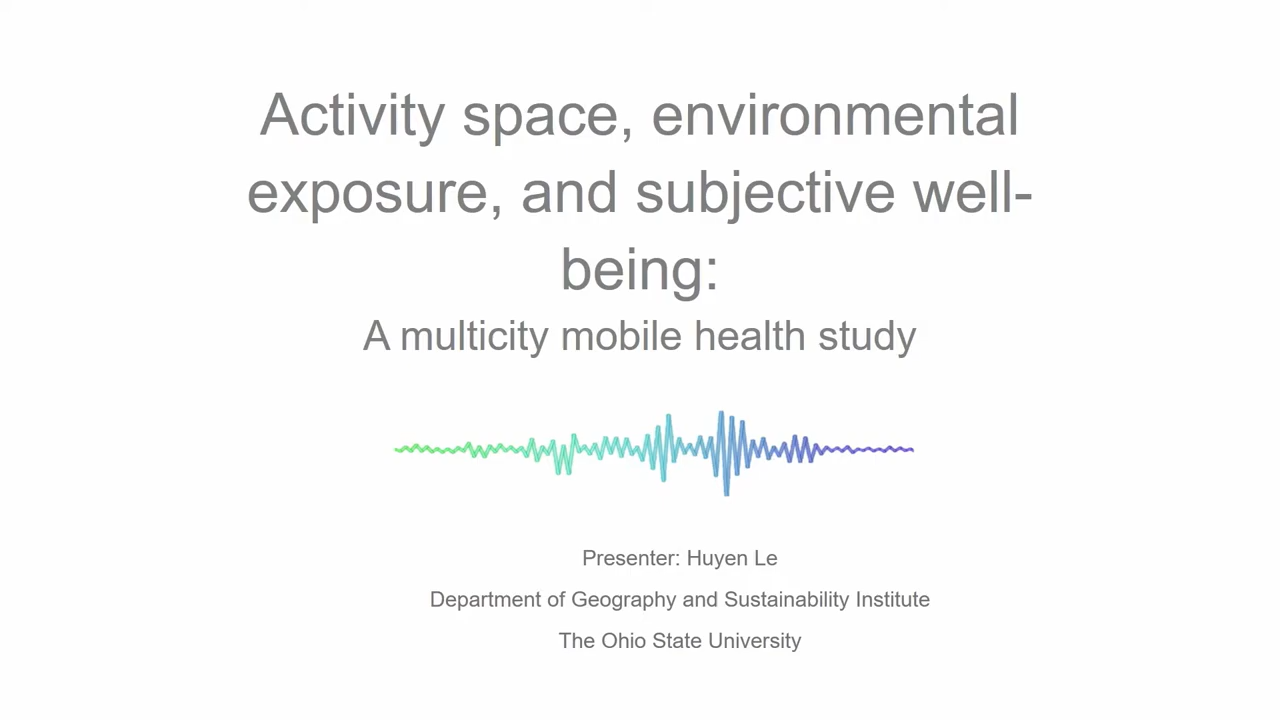 Activity space, environmental
exposure, and subjective well-
being:
A multicity mobile health study
Presenter: Huyen Le
Department of Geography and Sustainability Institute
The Ohio State University